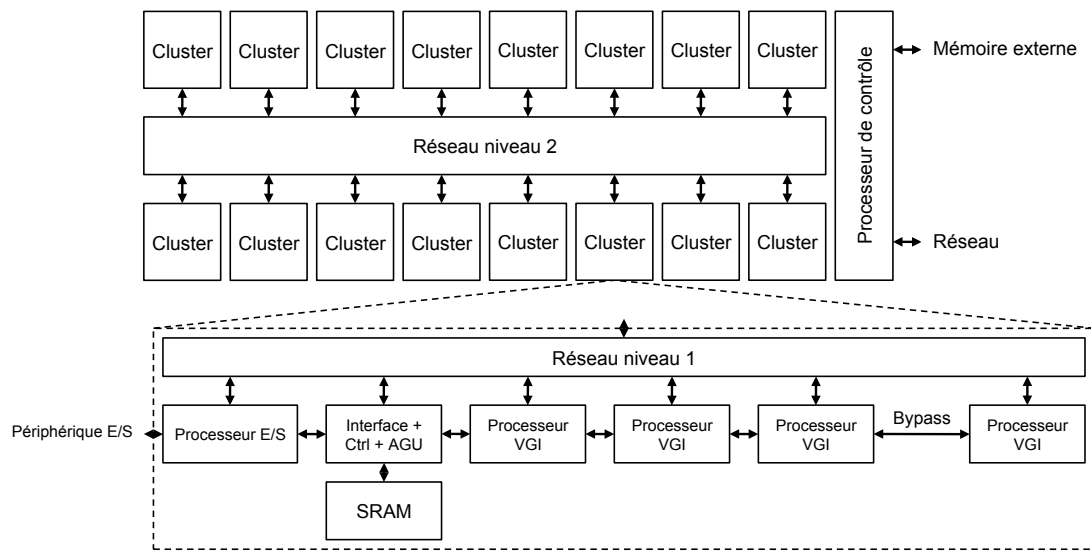 Cluster Cluster Cluster Cluster Cluster Cluster Cluster Cluster
Processeur de contrôle
Mémoire externe
Réseau niveau 2
Cluster Cluster Cluster Cluster Cluster Cluster Cluster Cluster
Réseau
Réseau niveau 1
Périphérique E/S
Processeur E/S
Interface +
Ctrl + AGU
Processeur
VGI
Processeur
VGI
Processeur
VGI
Bypass
Processeur
VGI
SRAM